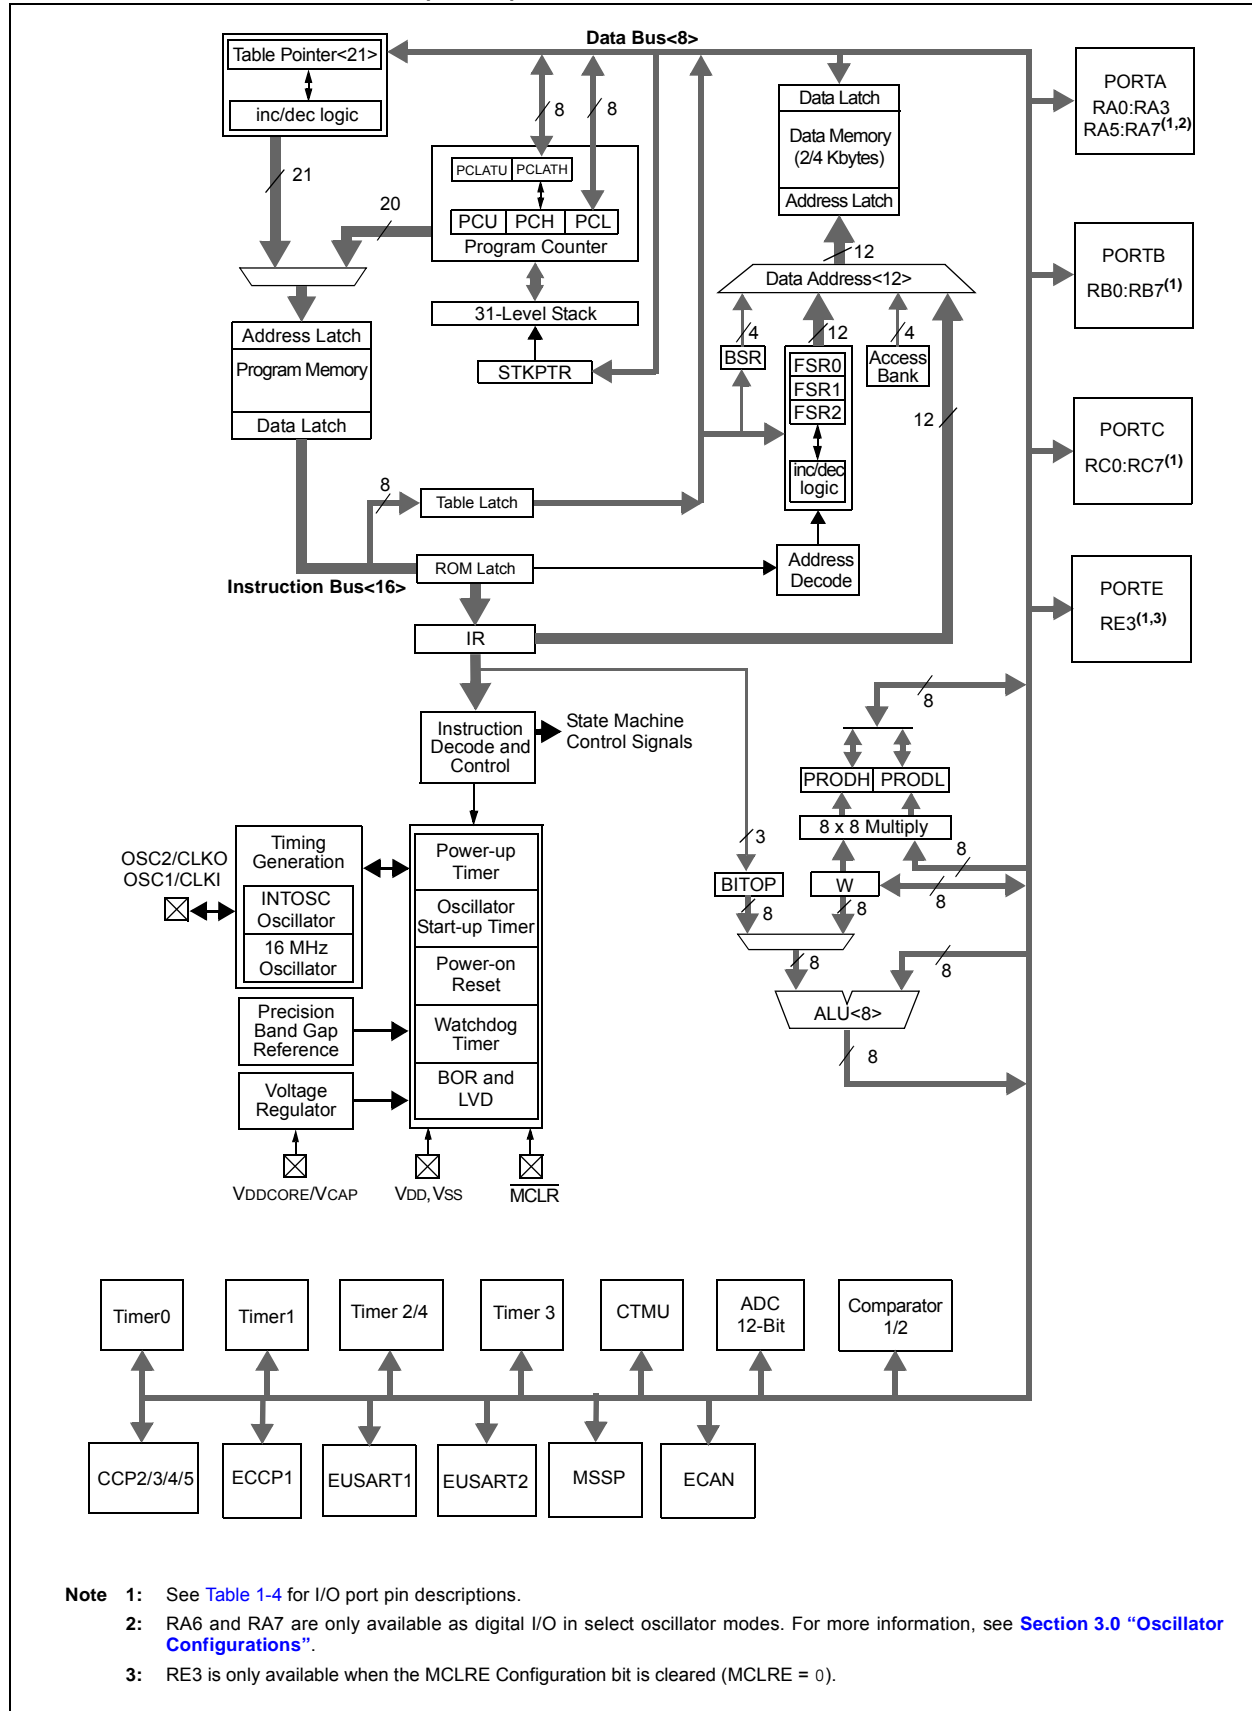 Data Bus<8>
Table Pointer<21>
inc/dec logic
21
20
8
8
PCLATU PCLATH
PCU PCH PCL
Program Counter
31-Level Stack
STKPTR
Data Latch
Data Memory
(2/4 Kbytes)
Address Latch
12
Data Address<12>
4
12
4
BSR
FSR0
FSR1
FSR2
inc/dec
logic
Access
Bank
12
Address Latch
Program Memory
Data Latch
8
Table Latch
ROM Latch
Instruction Bus<16>
Address
Decode
IR
PORTA
RA0:RA3
RA5:RA7(1,2)
PORTB
RB0:RB7(1)
PORTC
RC0:RC7(1)
PORTE
RE3(1,3)
Instruction
Decode and
Control
State Machine
Control Signals
8
PRODH PRODL
8 x 8 Multiply
3
8
BITOP
W
8
8
8
8
8
ALU<8>
8
OSC2/CLKO
OSC1/CLKI
Timing
Generation
INTOSC
Oscillator
16 MHz
Oscillator
Power-up
Timer
Oscillator
Start-up Timer
Power-on
Reset
Watchdog
Timer
BOR and
LVD
Precision
Band Gap
Reference
Voltage
Regulator
VDDCORE/VCAP
VDD, VSS
MCLR
Timer0
Timer1
Timer 2/4
Timer 3
CTMU
ADC
12-Bit
Comparator
1/2
CCP2/3/4/5
ECCP1
EUSART1
EUSART2
MSSP
ECAN
Note 1: See Table 1-4 for I/O port pin descriptions.
2: RA6 and RA7 are only available as digital I/O in select oscillator modes. For more information, see Section 3.0 “Oscillator
Configurations”.
3: RE3 is only available when the MCLRE Configuration bit is cleared (MCLRE = 0).